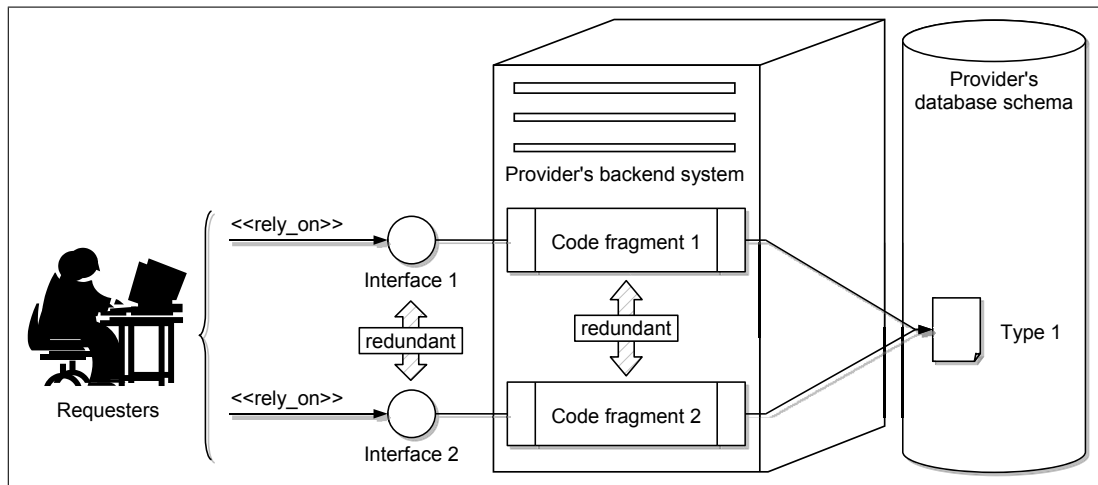 Provider's
database schema
Provider's backend system
<<rely_on>>
Interface 1
Code fragment 1
redundant
redundant
Type 1
Requesters
<<rely_on>>
Interface 2
Code fragment 2